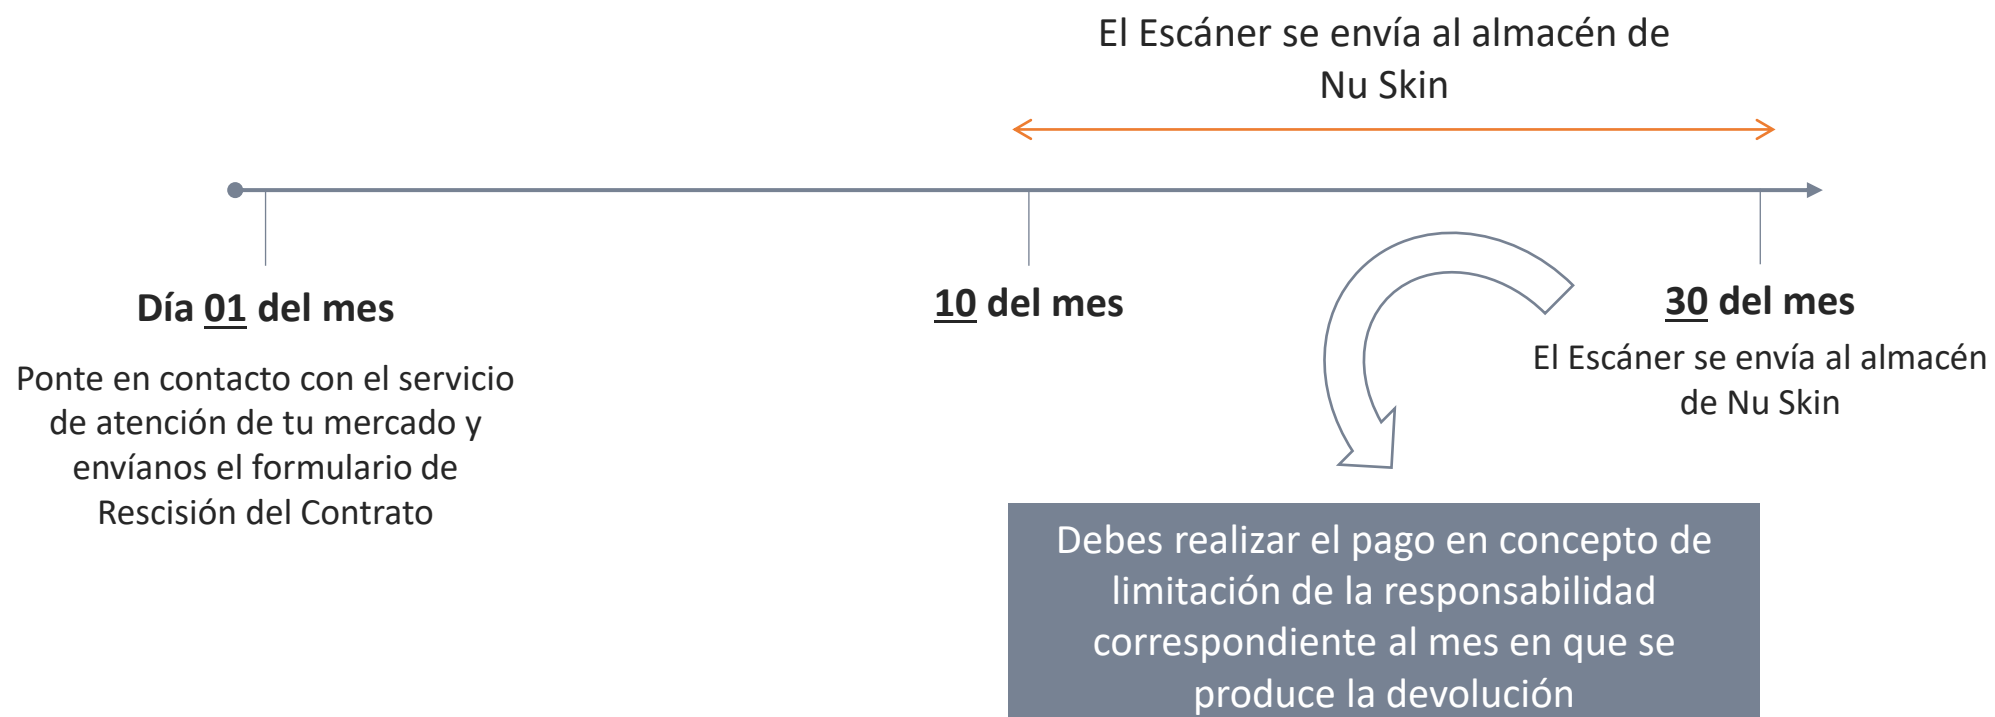 El Escáner se envía al almacén de
Nu Skin
Día 01 del mes
Ponte en contacto con el servicio
de atención de tu mercado y
envíanos el formulario de
Rescisión del Contrato
10 del mes
30 del mes
El Escáner se envía al almacén
de Nu Skin
Debes realizar el pago en concepto de
limitación de la responsabilidad
correspondiente al mes en que se
produce la devolución